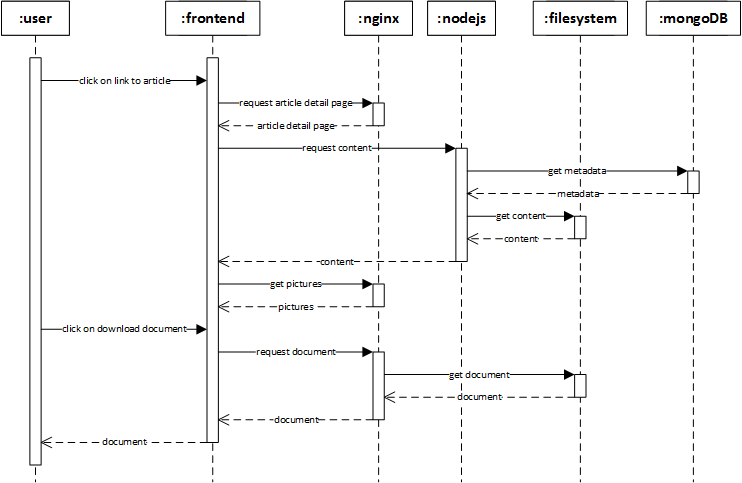 :user
:frontend
:nginx
:nodejs
:filesystem
:mongoDB
click on link to article
request article detail page
article detail page
request content
get metadata
metadata
get content
content
content
get pictures
pictures
click on download document
request document
get document
document
document
document